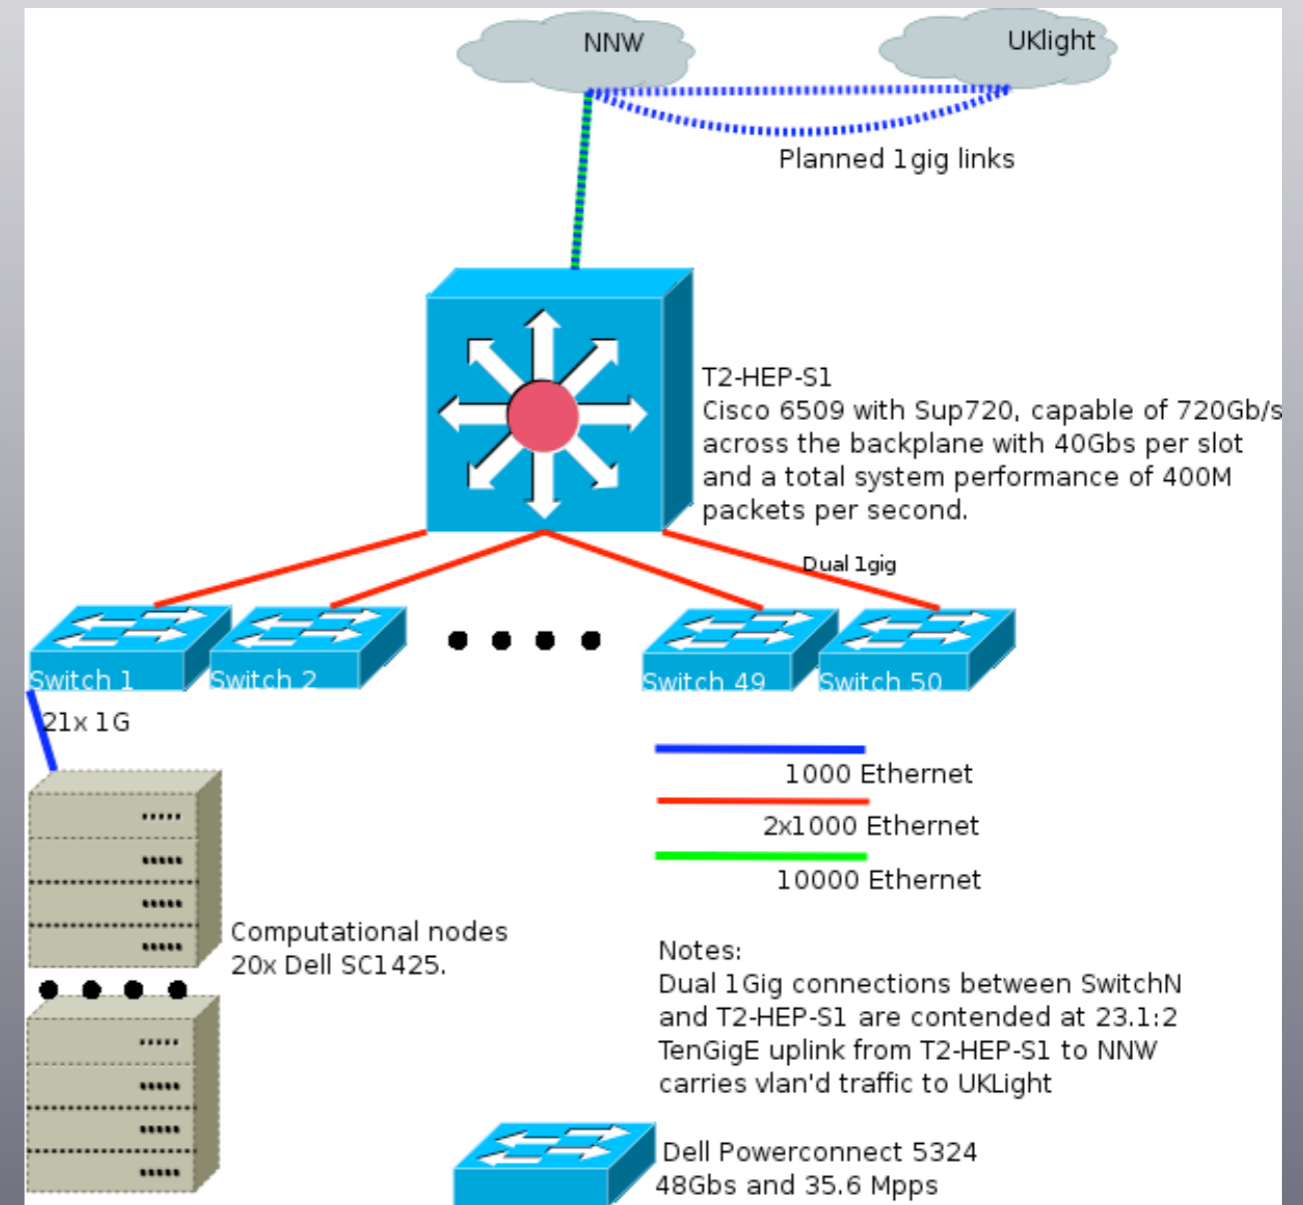 NNW
UKlight
Planned 1gig links
T2-HEP-S1
Cisco 6509 with Sup720, capable of 720Gb/s
across the backplane with 40Gbs per slot
and a total system performance of 400M
packets per second.
Dual 1gig
Switch 1
Switch 2
Switch 49
Switch 50
21x 1G
1000 Ethernet
2x1000 Ethernet
10000 Ethernet
Computational nodes
20x Dell SC1425.
Notes:
Dual 1Gig connections between SwitchN
and T2-HEP-S1 are contended at 23.1:2
TenGigE uplink from T2-HEP-S1 to NNW
carries vlan'd traffic to UKLight
Dell Powerconnect 5324
48Gbs and 35.6 Mpps